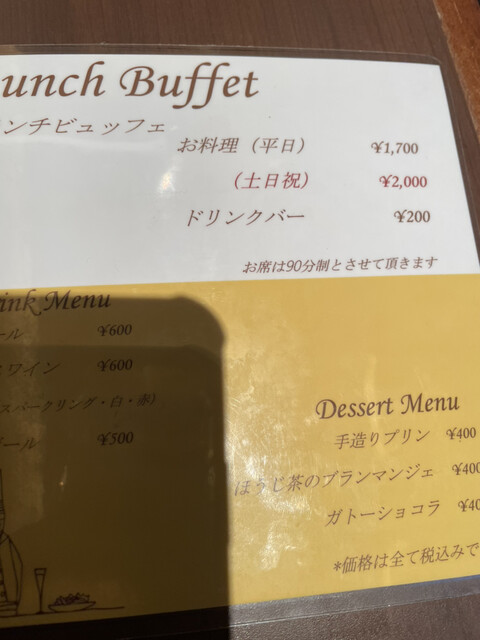 unch Buffet
ンチビュッフェ
お料理（平日） ¥1,700
（土日祝） ¥2,000
ドリンクバー ¥200
お席は90分制とさせて頂きます
ink Menu
ール ¥600
ワイン ¥600
スパークリング・白・赤）
ール ¥500
Dessert Menu
手造りプリン ¥400
ほうじ茶のブランマンジェ ¥400
ガトーショコラ ¥40
*価格は全て税込みで